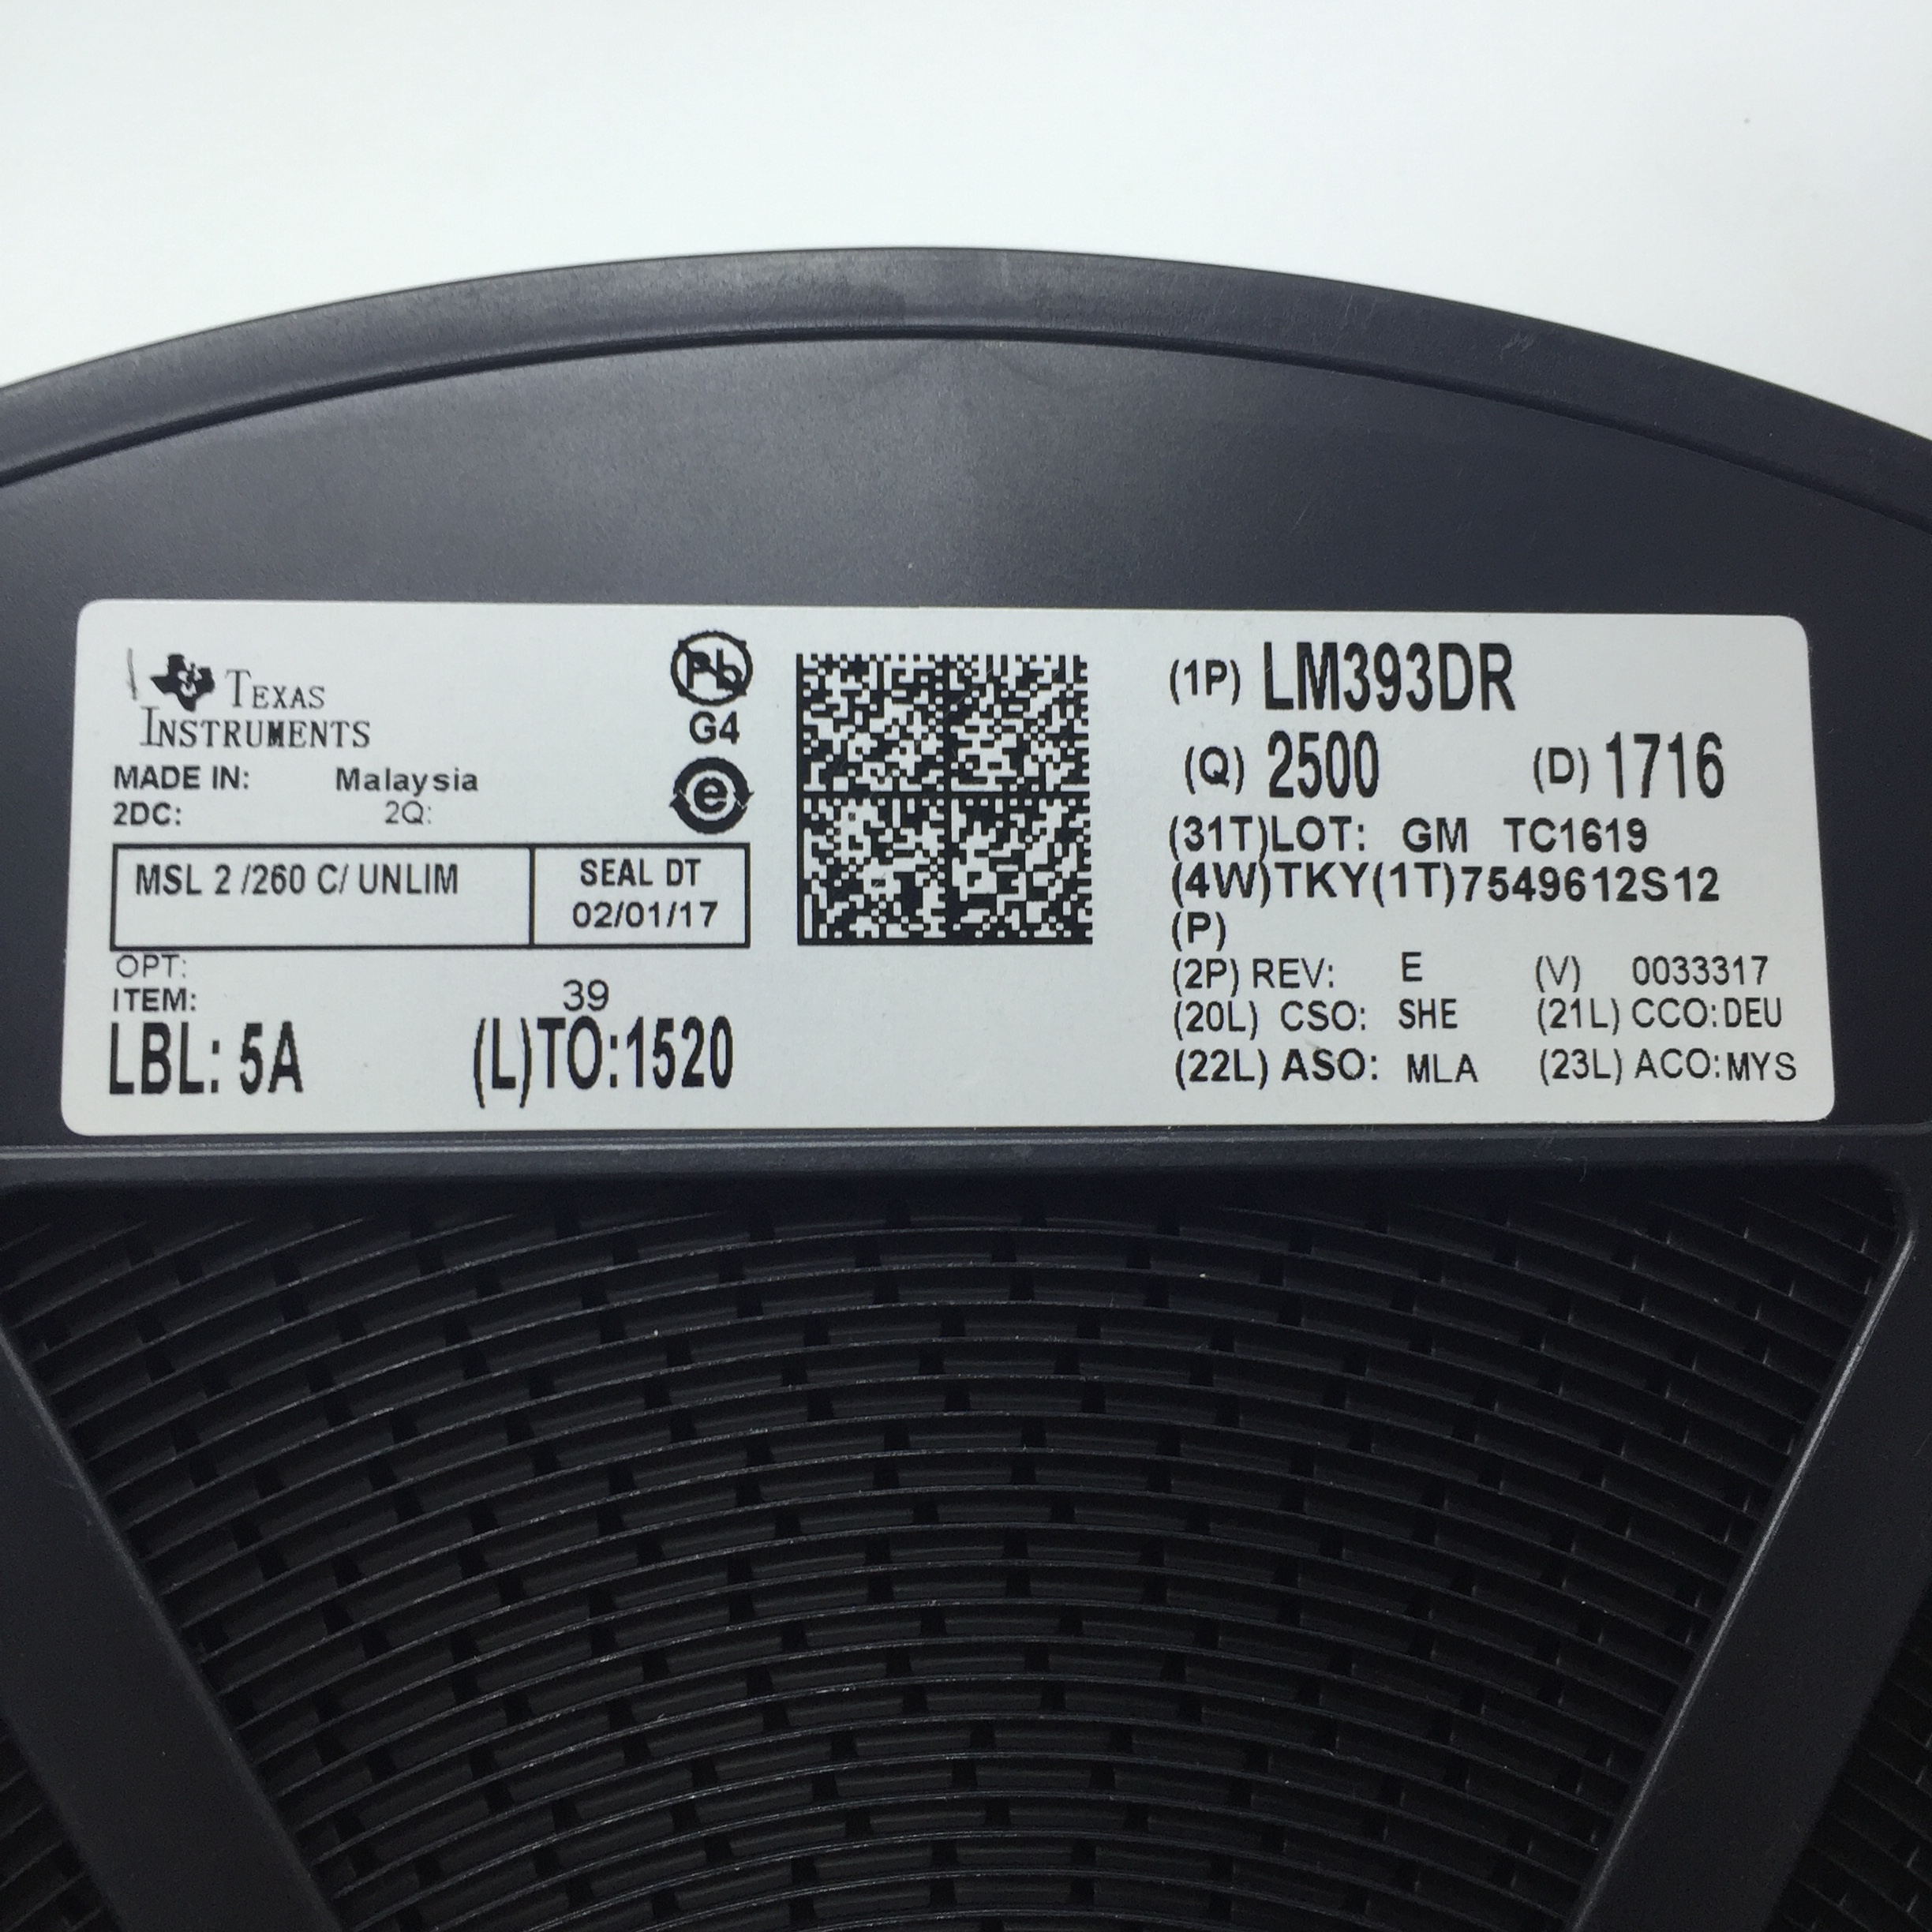 TEXAS
INSTRUMENTS
MADE IN: Malaysia
2DC: 2Q:
MSL 2 /260 C/ UNLIM
SEAL DT
02/01/17
OPT:
ITEM: 39
LBL: 5A (L)TO:1520
Pb
G4
e
(1P) LM393DR
(Q) 2500 (D) 1716
(31T)LOT: GM TC1619
(4W)TKY(1T)7549612S12
(P)
(2P) REV: E (V) 0033317
(20L) CSO: SHE (21L) CCO:DEU
(22L) ASO: MLA (23L) ACO:MYS